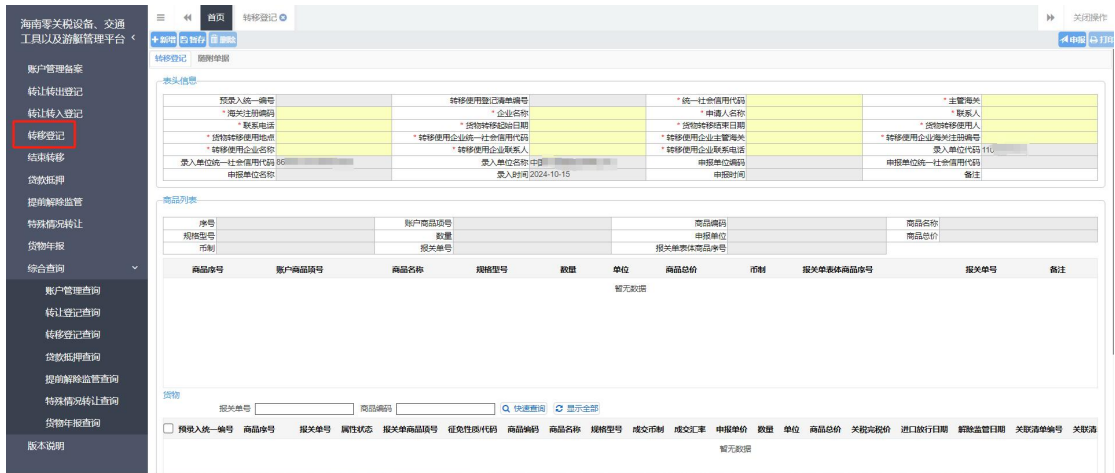 海南零关税设备、交通
工具以及游艇管理平台
账户管理备案
转让转出登记
转让转入登记
转移登记
结束转移
贷款抵押
提前解除监管
特殊情况转让
货物年报
综合查询
账户管理查询
转让登记查询
转移登记查询
贷款抵押查询
提前解除监管查询
特殊情况转让查询
货物年报查询
版本说明
首页 转移登记 关闭操作
新增 暂存 删除 申报 打印
转移登记 随附单据
表头信息
预录入统一编号 转移使用登记清单编号 *统一社会信用代码 *主管海关
*海关注册编码 *企业名称 *申请人名称 *联系人
*联系电话 *货物转移起始日期 *货物转移结束日期 *货物转移使用人
*货物转移使用地点 *转移使用企业统一社会信用代码 *转移使用企业主管海关 *转移使用企业海关注册编号
*转移使用企业名称 *转移使用企业联系人 *转移使用企业联系电话 录入单位代码 110
录入单位统一社会信用代码 86 录入单位名称 中 申报单位编码 申报单位统一社会信用代码
申报单位名称 录入时间 2024-10-15 申报时间 备注
商品列表
序号 账户商品项号 商品编码 商品名称
规格型号 数量 申报单位 商品总价
币制 报关单号 报关单表体商品序号
商品序号 账户商品项号 商品名称 规格型号 数量 单位 商品总价 币制 报关单表体商品序号 报关单号 备注
暂无数据
货物
报关单号 商品编码 快速查询 显示全部
预录入统一编号 商品序号 报关单号 属性状态 报关单商品项号 征免性质代码 商品编码 商品名称 规格型号 成交币制 成交汇率 申报单价 数量 单位 商品总价 关税完税价 进口放行日期 解除监管日期 关联清单编号 关联清
暂无数据